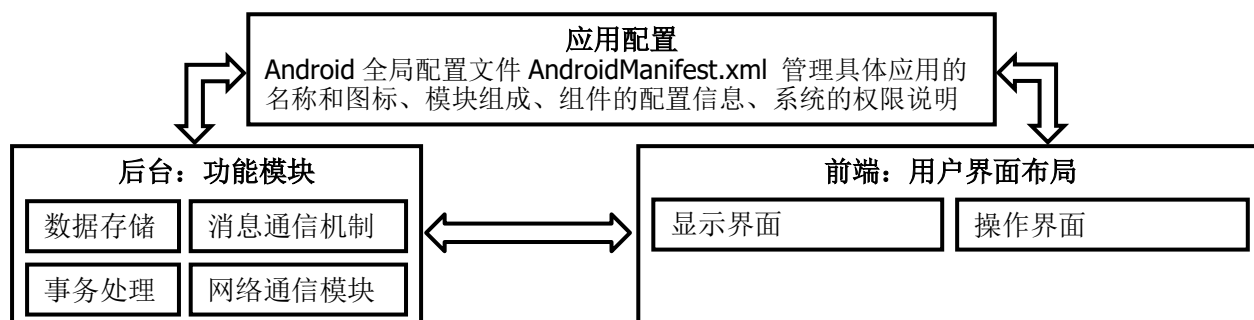 应用配置
Android 全局配置文件 AndroidManifest.xml 管理具体应用的
名称和图标、模块组成、组件的配置信息、系统的权限说明
后台：功能模块
数据存储
消息通信机制
事务处理
网络通信模块
前端：用户界面布局
显示界面
操作界面